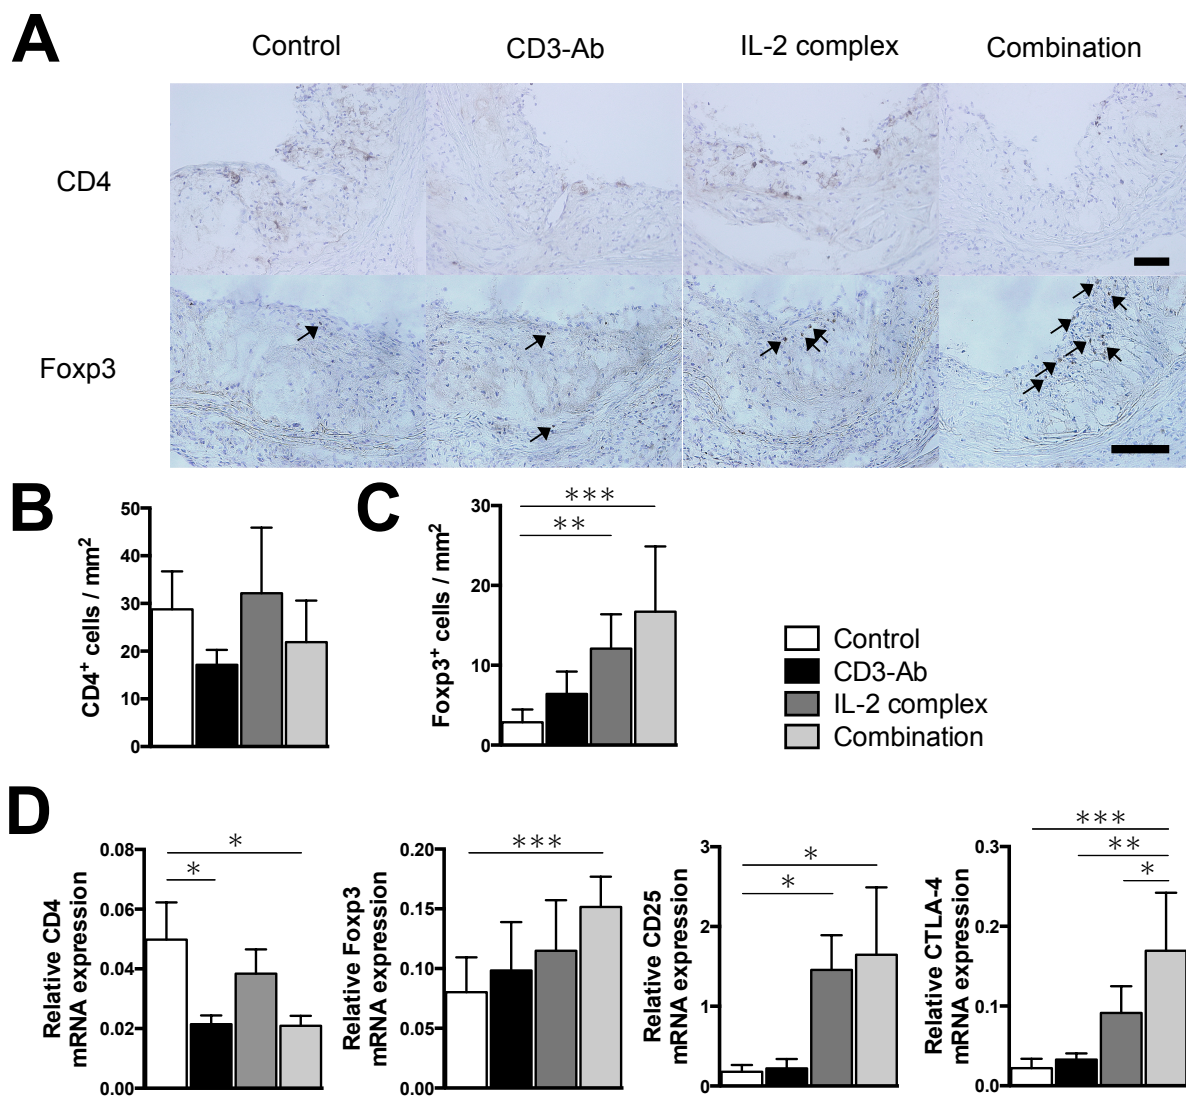 A
Control CD3-Ab IL-2 complex Combination
CD4
Foxp3
B
CD4+ cells / mm2
50
40
30
20
10
0
C
Foxp3+ cells / mm2
30
20
10
0
***
**
Control
CD3-Ab
IL-2 complex
Combination
D
Relative CD4
mRNA expression
0.08
0.06
0.04
0.02
0.00
*
*
Relative Foxp3
mRNA expression
0.20
0.15
0.10
0.05
0.00
***
Relative CD25
mRNA expression
3
2
1
0
*
*
Relative CTLA-4
mRNA expression
0.3
0.2
0.1
0.0
***
**
*